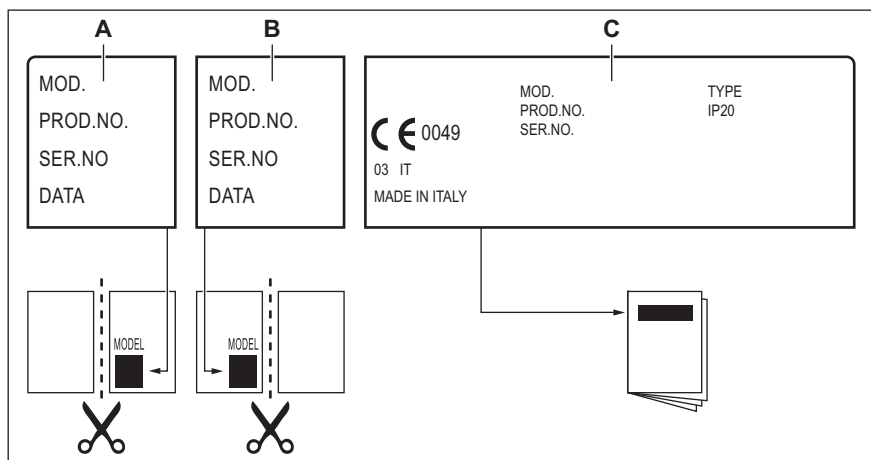 A
B
C
MOD.
PROD.NO.
SER.NO
DATA
MOD.
PROD.NO.
SER.NO
DATA
MOD.
PROD.NO.
SER.NO.
TYPE
IP20
CE 0049
03 IT
MADE IN ITALY
MODEL
MODEL